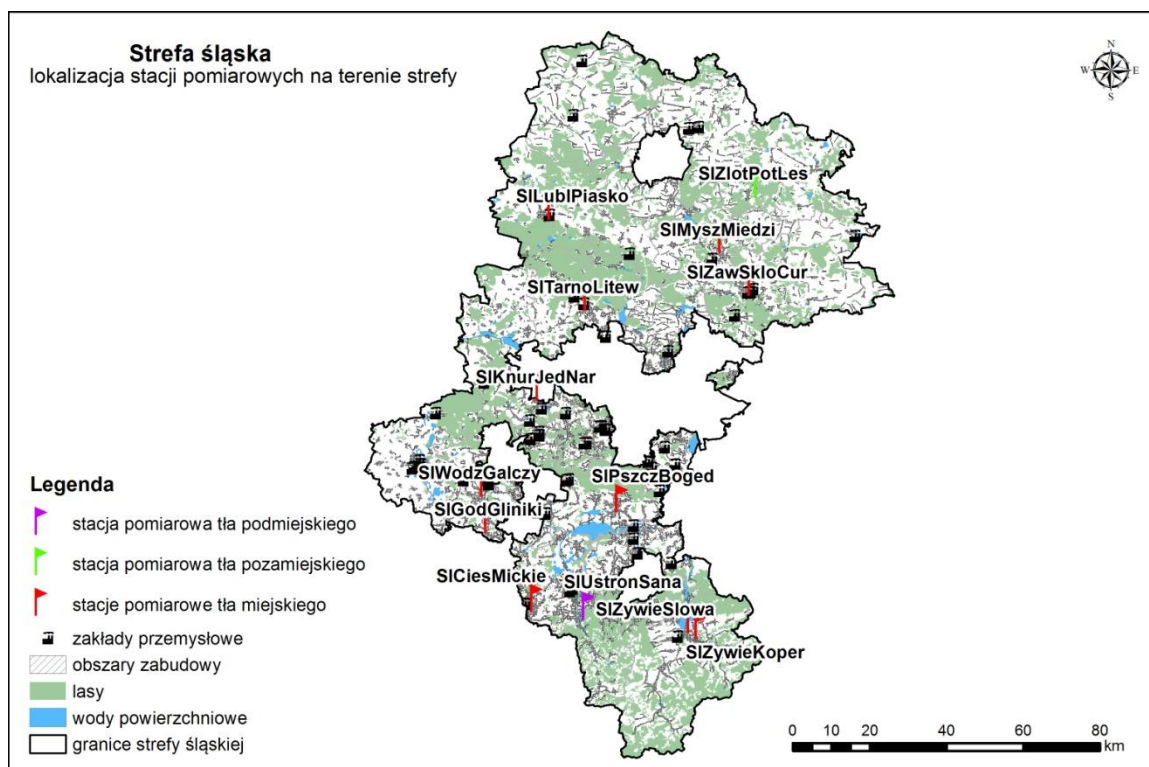 Strefa śląska
lokalizacja stacji pomiarowych na terenie strefy
N
W E
S
SlZlotPotLes
SlLublPiasko
SlMyszMiedzi
SlZawSkloCur
SlTarnoLitew
SlKnurJedNar
SlWodzGalczy
SlPszczBoged
SlGodGliniki
SlCiesMickie
SlUstronSana
SlZywieSlowa
SlZywieKoper
Legenda
stacja pomiarowa tła podmiejskiego
stacja pomiarowa tła pozamiejskiego
stacje pomiarowe tła miejskiego
zakłady przemysłowe
obszary zabudowy
lasy
wody powierzchniowe
granice strefy śląskiej
0 10 20 40 60 80
km